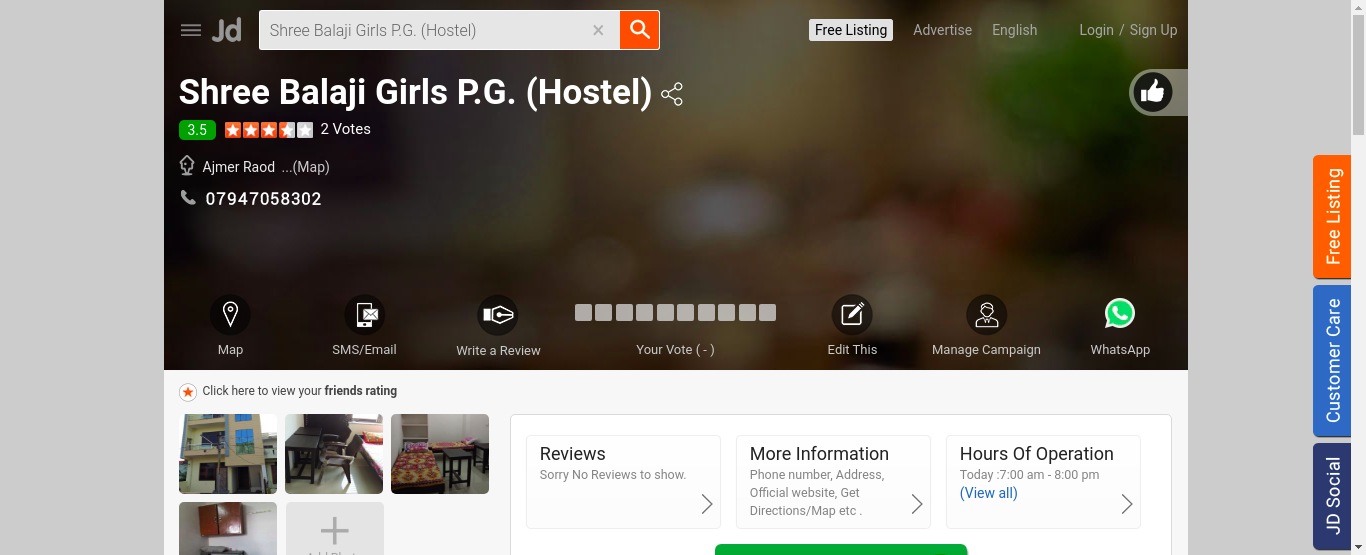 Jd
Shree Balaji Girls P.G. (Hostel)
Free Listing
Advertise
English
Login / Sign Up
Shree Balaji Girls P.G. (Hostel)
3.5
2 Votes
Ajmer Raod ...(Map)
07947058302
Map
SMS/Email
Write a Review
Your Vote ( - )
Edit This
Manage Campaign
WhatsApp
Click here to view your friends rating
Reviews
Sorry No Reviews to show.
More Information
Phone number, Address,
Official website, Get
Directions/Map etc .
Hours Of Operation
Today :7:00 am - 8:00 pm
(View all)
Free Listing
Customer Care
JD Social